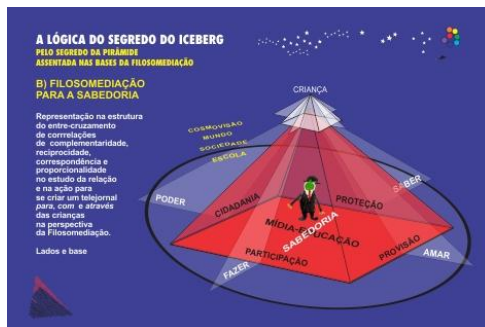 A LÓGICA DO SEGREDO DO ICEBERG
PELO SEGREDO DA PIRÂMIDE
ASSENTADA NAS BASES DA FILOSOMEDIAÇÃO
B) FILOSOMEDIAÇÃO
PARA A SABEDORIA
Representação na estrutura
do entre-cruzamento
de corrrelações
de complementaridade,
reciprocidade,
correspondência e
proporcionalidade
no estudo da relação
e na ação para
se criar um telejornal
para, com e através
das crianças
na perspectiva
da Filosomediação.
Lados e base
CRIANÇA
COSMOVISÃO
MUNDO
SOCIEDADE
ESCOLA
PODER
SABER
CIDADANIA
PROTEÇÃO
MÍDIA-EDUCAÇÃO
SABEDORIA
PARTICIPAÇÃO
PROVISÃO
FAZER
AMAR